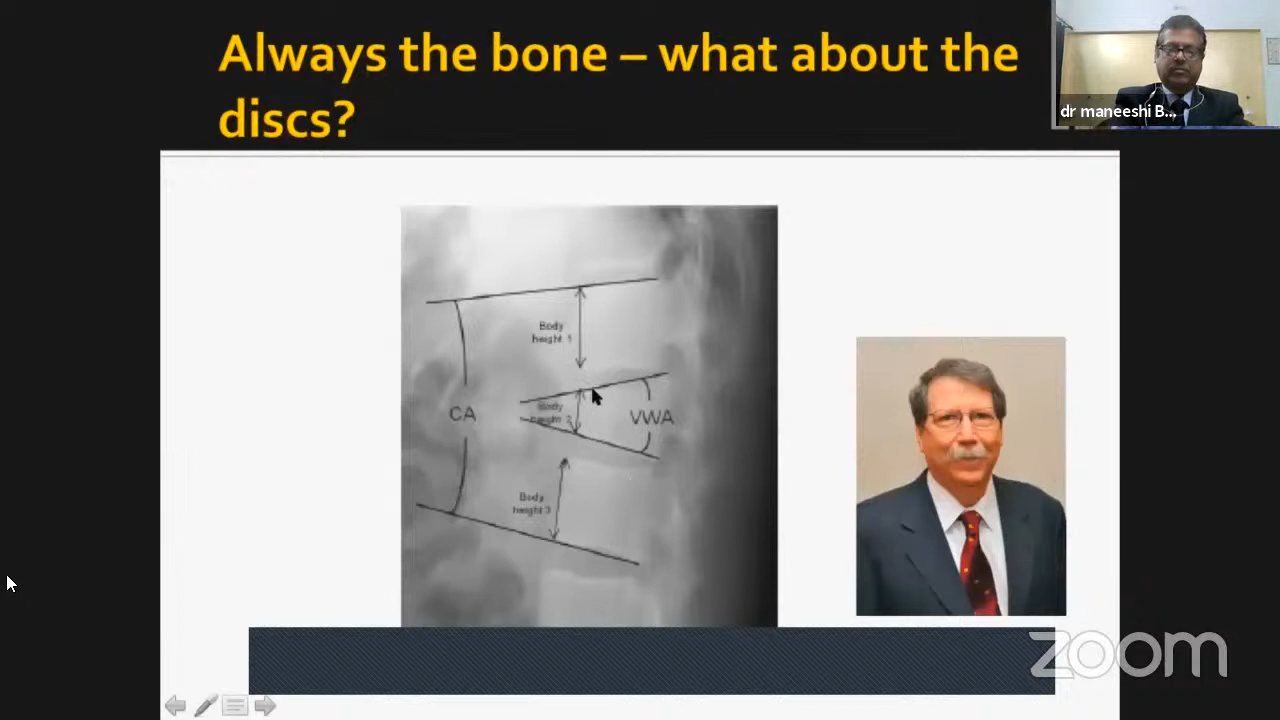 Always the bone – what about the
discs?
dr maneeshi B...
Body
height 1
CA
Body
height 2
VWA
Body
height 3
zoom